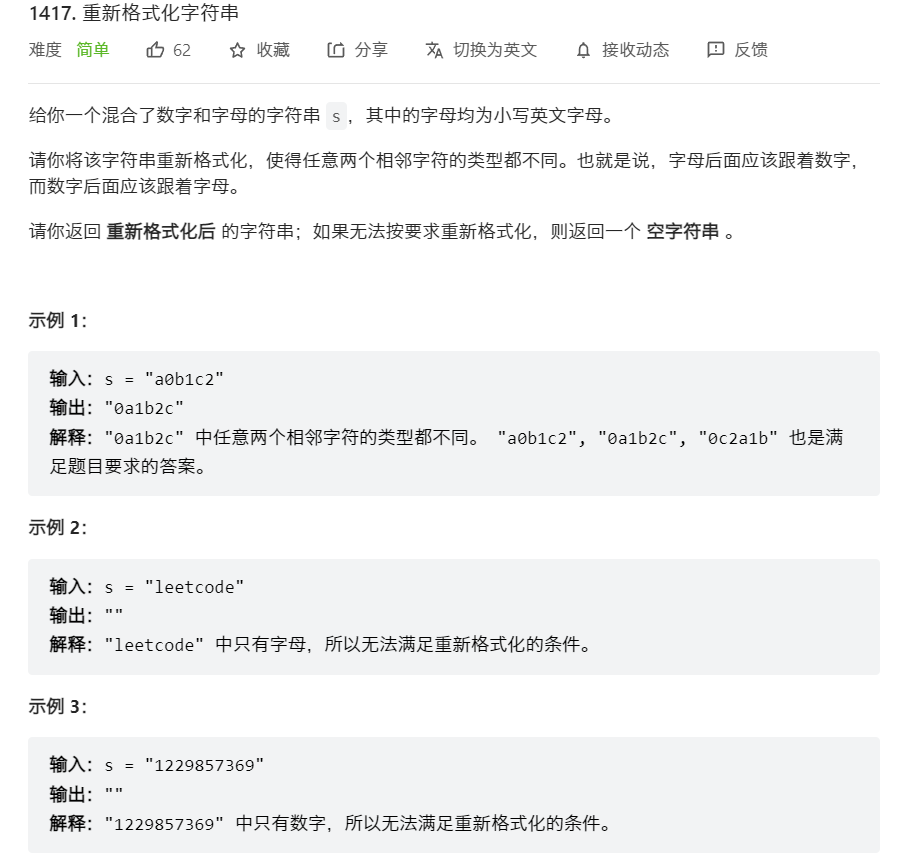 1417. 重新格式化字符串
难度 简单 62 收藏 分享 切换为英文 接收动态 反馈
给你一个混合了数字和字母的字符串 s，其中的字母均为小写英文字母。
请你将该字符串重新格式化，使得任意两个相邻字符的类型都不同。也就是说，字母后面应该跟着数字，
而数字后面应该跟着字母。
请你返回 重新格式化后 的字符串；如果无法按要求重新格式化，则返回一个 空字符串 。
示例 1：
输入：s = "a0b1c2"
输出："0a1b2c"
解释："0a1b2c" 中任意两个相邻字符的类型都不同。 "a0b1c2", "0a1b2c", "0c2a1b" 也是满
足题目要求的答案。
示例 2：
输入：s = "leetcode"
输出：""
解释："leetcode" 中只有字母，所以无法满足重新格式化的条件。
示例 3：
输入：s = "1229857369"
输出：""
解释："1229857369" 中只有数字，所以无法满足重新格式化的条件。